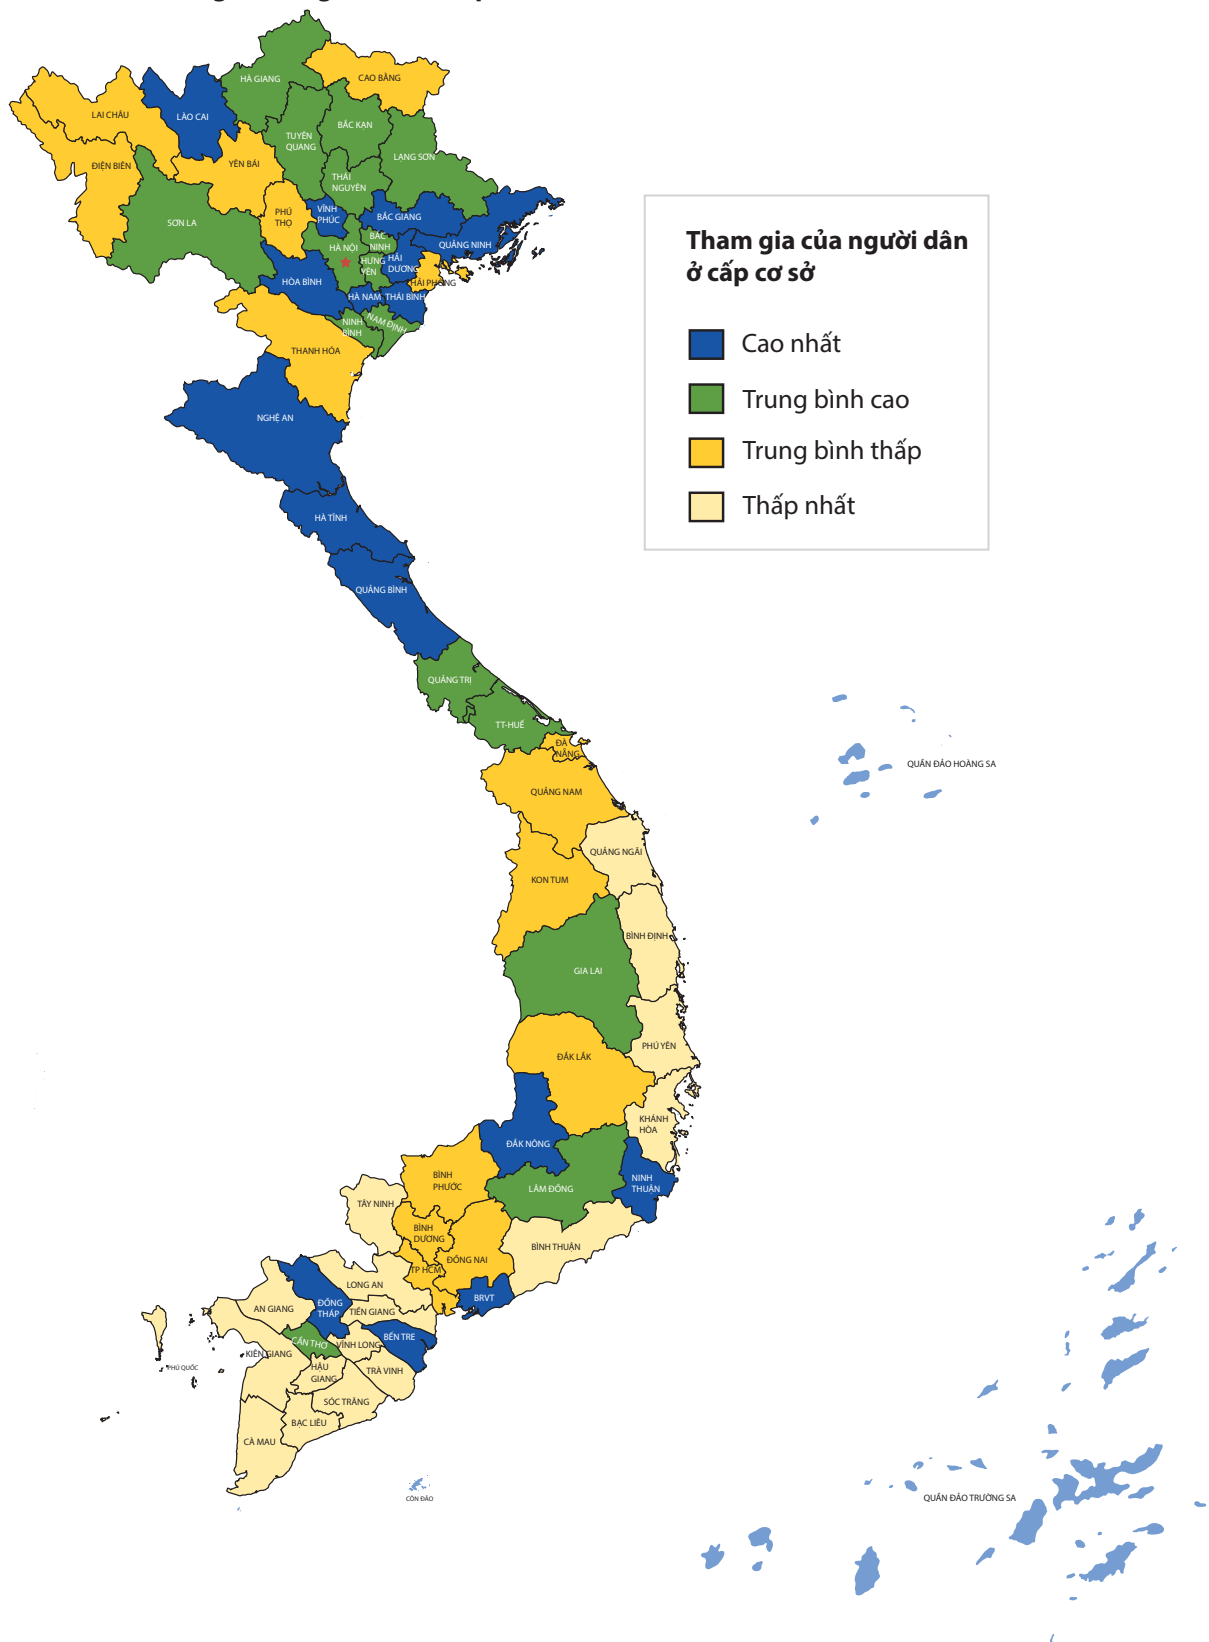 HÀ GIANG
CAO BẰNG
LAI CHÂU
LÀO CAI
BẮC KẠN
TUYÊN
QUANG
LẠNG SƠN
ĐIỆN BIÊN
YÊN BÁI
THÁI
NGUYÊN
PHÚ
THỌ
VĨNH
PHÚC
BẮC GIANG
SƠN LA
HÀ NỘI
BẮC
NINH
QUẢNG NINH
HƯNG
YÊN
HẢI
DƯƠNG
HẢI PHÒNG
HÒA BÌNH
HÀ NAM
THÁI BÌNH
NINH
BÌNH
NAM ĐỊNH
THANH HÓA
NGHỆ AN
HÀ TĨNH
QUẢNG BÌNH
QUẢNG TRỊ
TT-HUẾ
ĐÀ
NẴNG
QUẢNG NAM
QUẢNG NGÃI
KON TUM
BÌNH ĐỊNH
GIA LAI
PHÚ YÊN
ĐẮK LẮK
KHÁNH
HÒA
ĐẮK NÔNG
NINH
THUẬN
LÂM ĐỒNG
BÌNH
PHƯỚC
TÂY NINH
BÌNH
DƯƠNG
BÌNH THUẬN
ĐỒNG NAI
TP HCM
LONG AN
BRVT
AN GIANG
ĐỒNG
THÁP
TIỀN GIANG
BẾN TRE
CẦN THƠ
VĨNH LONG
KIÊN GIANG
PHÚ QUỐC
HẬU
GIANG
TRÀ VINH
SÓC TRĂNG
BẠC LIÊU
CÀ MAU
CÔN ĐẢO
Tham gia của người dân
ở cấp cơ sở
Cao nhất
Trung bình cao
Trung bình thấp
Thấp nhất
QUẦN ĐẢO HOÀNG SA
QUẦN ĐẢO TRƯỜNG SA